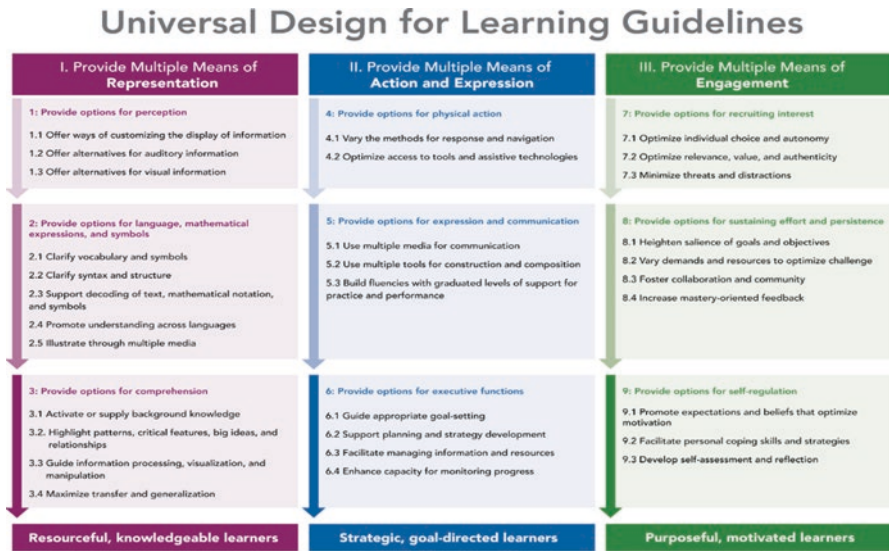 Universal Design for Learning Guidelines
I. Provide Multiple Means of
Representation
1: Provide options for perception
1.1 Offer ways of customizing the display of information
1.2 Offer alternatives for auditory information
1.3 Offer alternatives for visual information
2: Provide options for language, mathematical
expressions, and symbols
2.1 Clarify vocabulary and symbols
2.2 Clarify syntax and structure
2.3 Support decoding of text, mathematical notation,
and symbols
2.4 Promote understanding across languages
2.5 Illustrate through multiple media
3: Provide options for comprehension
3.1 Activate or supply background knowledge
3.2. Highlight patterns, critical features, big ideas, and
relationships
3.3 Guide information processing, visualization, and
manipulation
3.4 Maximize transfer and generalization
Resourceful, knowledgeable learners
II. Provide Multiple Means of
Action and Expression
4: Provide options for physical action
4.1 Vary the methods for response and navigation
4.2 Optimize access to tools and assistive technologies
5: Provide options for expression and communication
5.1 Use multiple media for communication
5.2 Use multiple tools for construction and composition
5.3 Build fluencies with graduated levels of support for
practice and performance
6: Provide options for executive functions
6.1 Guide appropriate goal-setting
6.2 Support planning and strategy development
6.3 Facilitate managing information and resources
6.4 Enhance capacity for monitoring progress
Strategic, goal-directed learners
III. Provide Multiple Means of
Engagement
7: Provide options for recruiting interest
7.1 Optimize individual choice and autonomy
7.2 Optimize relevance, value, and authenticity
7.3 Minimize threats and distractions
8: Provide options for sustaining effort and persistence
8.1 Heighten salience of goals and objectives
8.2 Vary demands and resources to optimize challenge
8.3 Foster collaboration and community
8.4 Increase mastery-oriented feedback
9: Provide options for self-regulation
9.1 Promote expectations and beliefs that optimize
motivation
9.2 Facilitate personal coping skills and strategies
9.3 Develop self-assessment and reflection
Purposeful, motivated learners